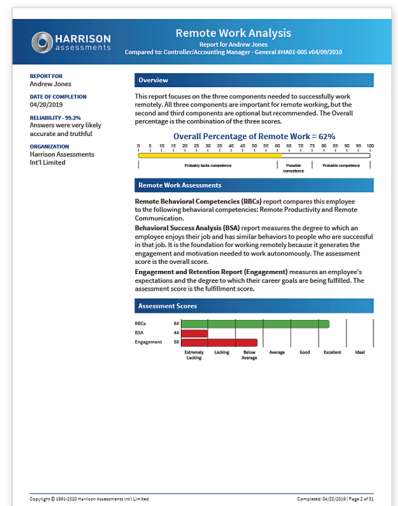 HARRISON
assessments
Remote Work Analysis
Report for Andrew Jones
Compared to: Controller/Accounting Manager - General #HA01-005 v04/09/2010
REPORT FOR
Andrew Jones
DATE OF COMPLETION
04/20/2019
RELIABILITY - 99.2%
Answers were very likely
accurate and truthful
ORGANIZATION
Harrison Assessments
Int'l Limited
Overview
This report focuses on the three components needed to successfully work
remotely. All three components are important for remote working, but the
second and third components are optional but recommended. The Overall
percentage is the combination of the three scores.
Overall Percentage of Remote Work = 62%
0 5 10 15 20 25 30 35 40 45 50 55 60 65 70 75 80 85 90 95 100
Probably lacks competence
Possible
competence
Probable competence
Remote Work Assessments
Remote Behavioral Competencies (RBCs) report compares this employee
to the following behavioral competencies: Remote Productivity and Remote
Communication.
Behavioral Success Analysis (BSA) report measures the degree to which an
employee enjoys their job and has similar behaviors to people who are successful
in that job. It is the foundation for working remotely because it generates the
engagement and motivation needed to work autonomously. The assessment
score is the overall score.
Engagement and Retention Report (Engagement) measures an employee's
expectations and the degree to which their career goals are being fulfilled. The
assessment score is the fulfillment score.
Assessment Scores
RBCs 84
BSA 44
Engagement 58
Extremely
Lacking
Lacking
Below
Average
Average
Good
Excellent
Ideal
Copyright © 1991-2020 Harrison Assessments Int'l Limited
Completed: 04/20/2019 | Page 2 of 31